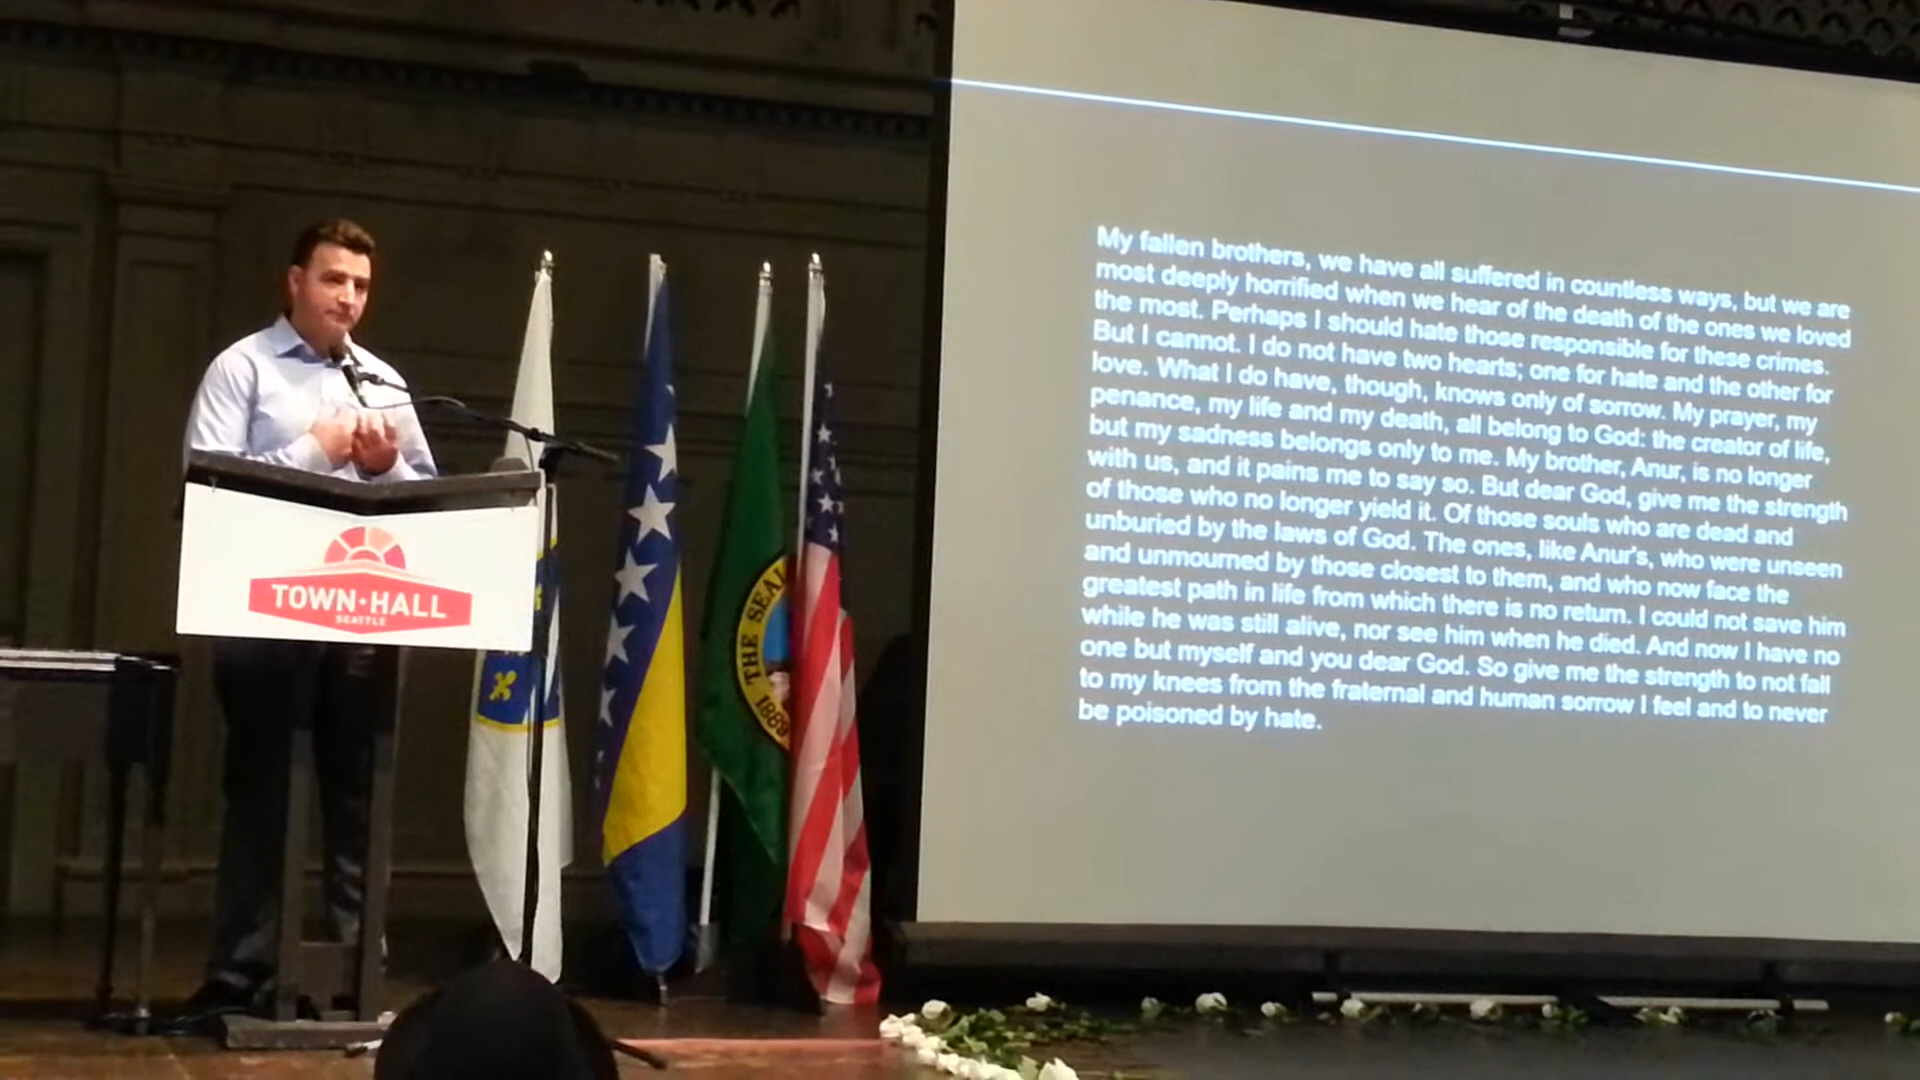 My fallen brothers, we have all suffered in countless ways, but we are
most deeply horrified when we hear of the death of the ones we loved
the most. Perhaps I should hate those responsible for these crimes.
But I cannot. I do not have two hearts; one for hate and the other for
love. What I do have, though, knows only of sorrow. My prayer, my
penance, my life and my death, all belong to God: the creator of life,
but my sadness belongs only to me. My brother, Anur, is no longer
with us, and it pains me to say so. But dear God, give me the strength
of those who no longer yield it. Of those souls who are dead and
unburied by the laws of God. The ones, like Anur's, who were unseen
and unmourned by those closest to them, and who now face the
greatest path in life from which there is no return. I could not save him
while he was still alive, nor see him when he died. And now I have no
one but myself and you dear God. So give me the strength to not fall
to my knees from the fraternal and human sorrow I feel and to never
be poisoned by hate.
TOWN HALL
SEATTLE
THE SEAL
1889